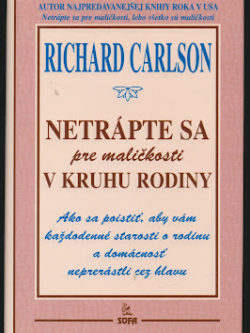 AUTOR NAJPREDÁVANEJŠEJ KNIHY ROKA V USA
Netrápte sa pre maličkosti, lebo všetko sú maličkosti
RICHARD CARLSON
NETRÁPTE SA
pre maličkosti
V KRUHU RODINY
Ako sa poistiť, aby vám
každodenné starosti o rodinu
a domácnosť
neprerástli cez hlavu
SOFA